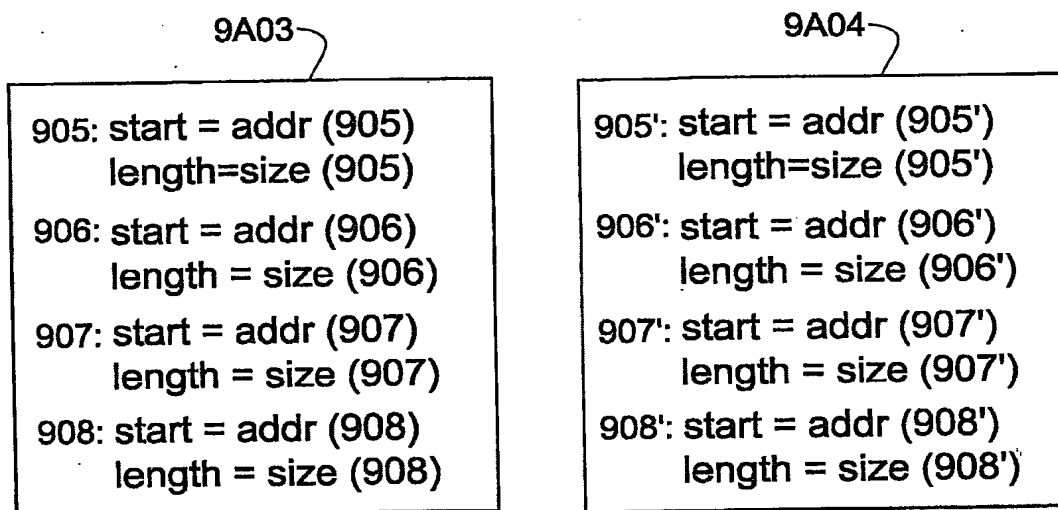 9A03
905: start = addr (905)
length=size (905)
906: start = addr (906)
length = size (906)
907: start = addr (907)
length = size (907)
908: start = addr (908)
length = size (908)
9A04
905': start = addr (905')
length=size (905')
906': start = addr (906')
length = size (906')
907': start = addr (907')
length = size (907')
908': start = addr (908')
length = size (908')